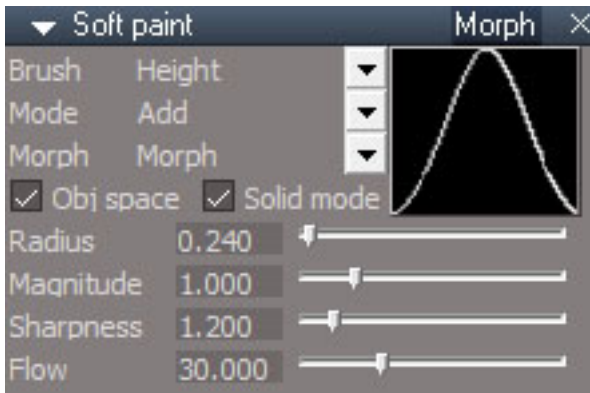 Soft paint Morph
Brush Height
Mode Add
Morph Morph
Obj space Solid mode
Radius 0.240
Magnitude 1.000
Sharpness 1.200
Flow 30.000